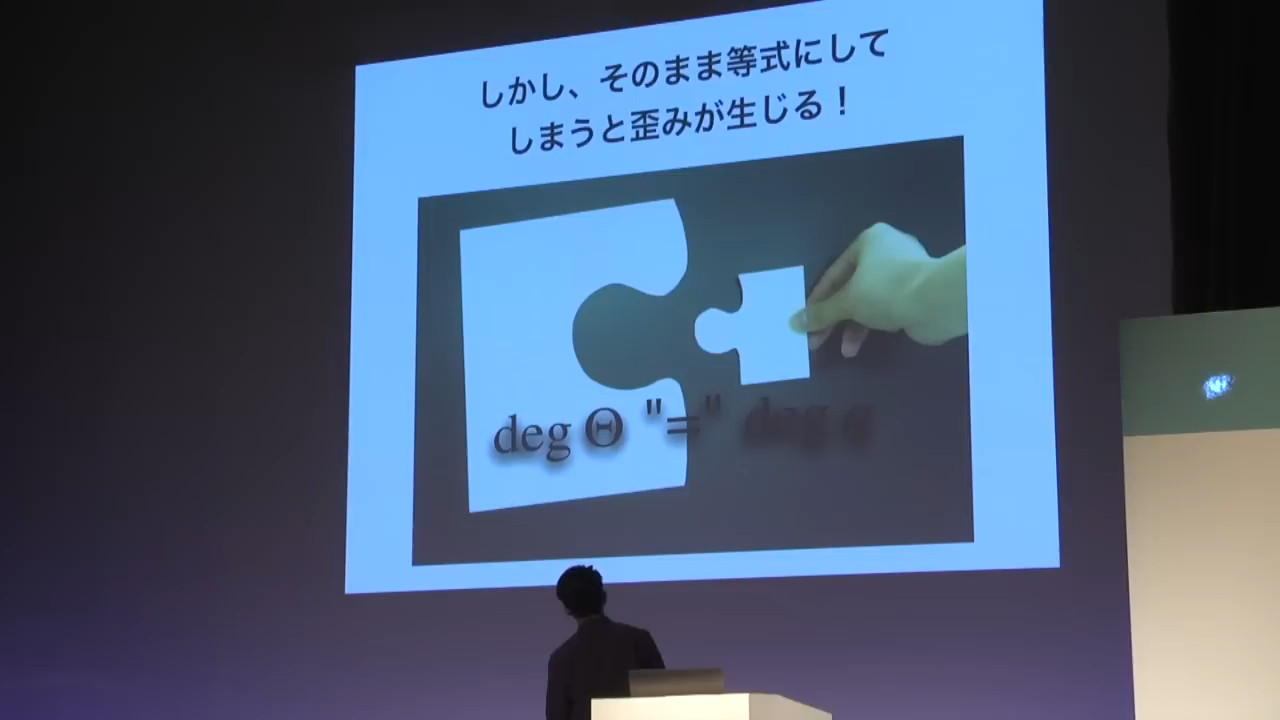 しかし、そのまま等式にして
しまうと歪みが生じる！
deg Θ "=" deg q